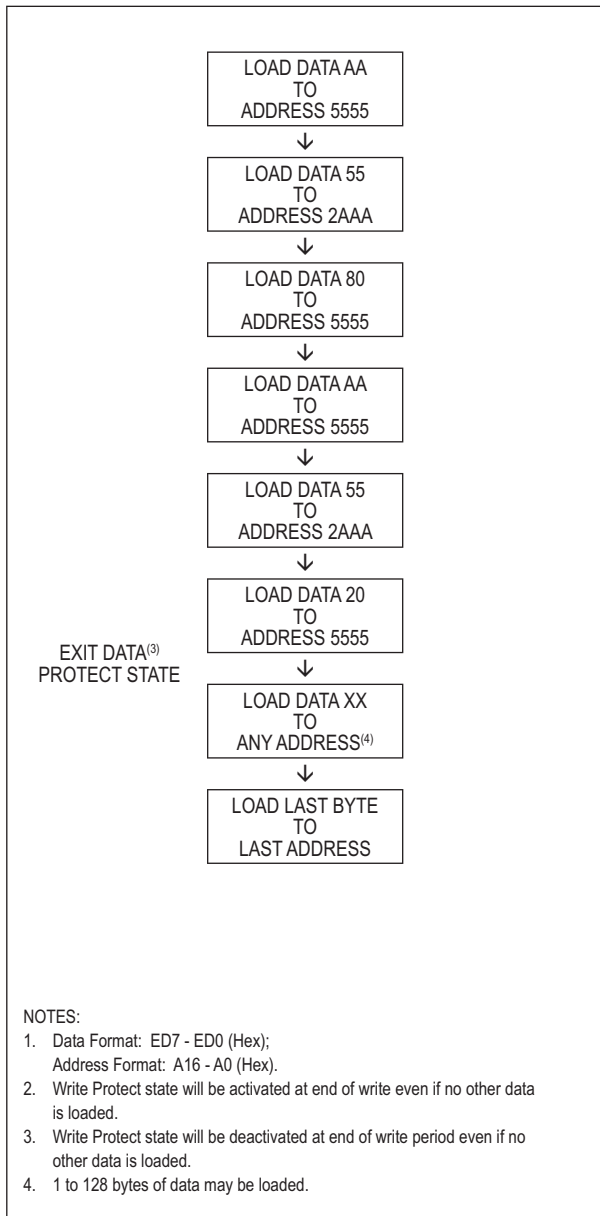 LOAD DATA AA
TO
ADDRESS 5555
↓
LOAD DATA 55
TO
ADDRESS 2AAA
↓
LOAD DATA 80
TO
ADDRESS 5555
↓
LOAD DATA AA
TO
ADDRESS 5555
↓
LOAD DATA 55
TO
ADDRESS 2AAA
↓
LOAD DATA 20
TO
ADDRESS 5555
EXIT DATA(3)
PROTECT STATE
↓
LOAD DATA XX
TO
ANY ADDRESS(4)
↓
LOAD LAST BYTE
TO
LAST ADDRESS
NOTES:
1. Data Format: ED7 - ED0 (Hex);
Address Format: A16 - A0 (Hex).
2. Write Protect state will be activated at end of write even if no other data
is loaded.
3. Write Protect state will be deactivated at end of write period even if no
other data is loaded.
4. 1 to 128 bytes of data may be loaded.